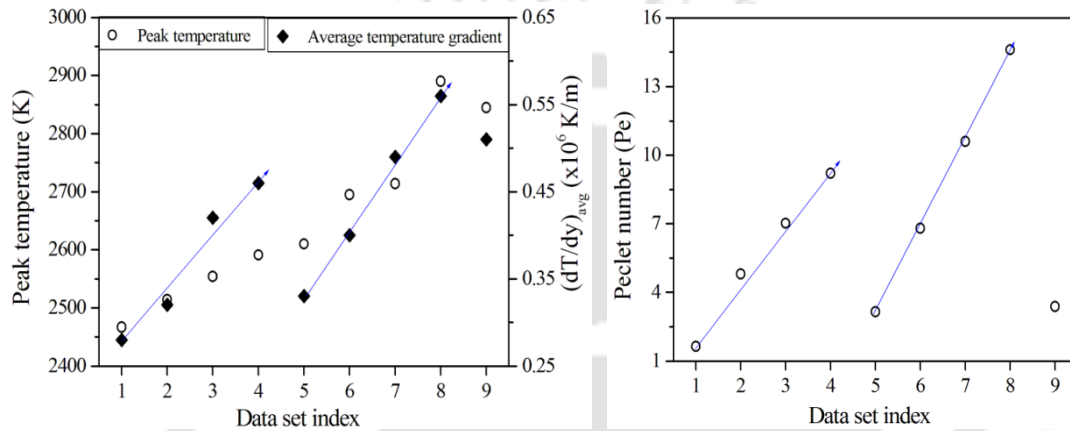 Peak temperature
Average temperature gradient
3000
2900
2800
2700
2600
2500
2400
Peak temperature (K)
0.65
0.55
0.45
0.35
0.25
(dT/dy)avg (x10⁶ K/m)
1 2 3 4 5 6 7 8 9
Data set index
16
13
10
7
4
1
Peclet number (Pe)
1 2 3 4 5 6 7 8 9
Data set index